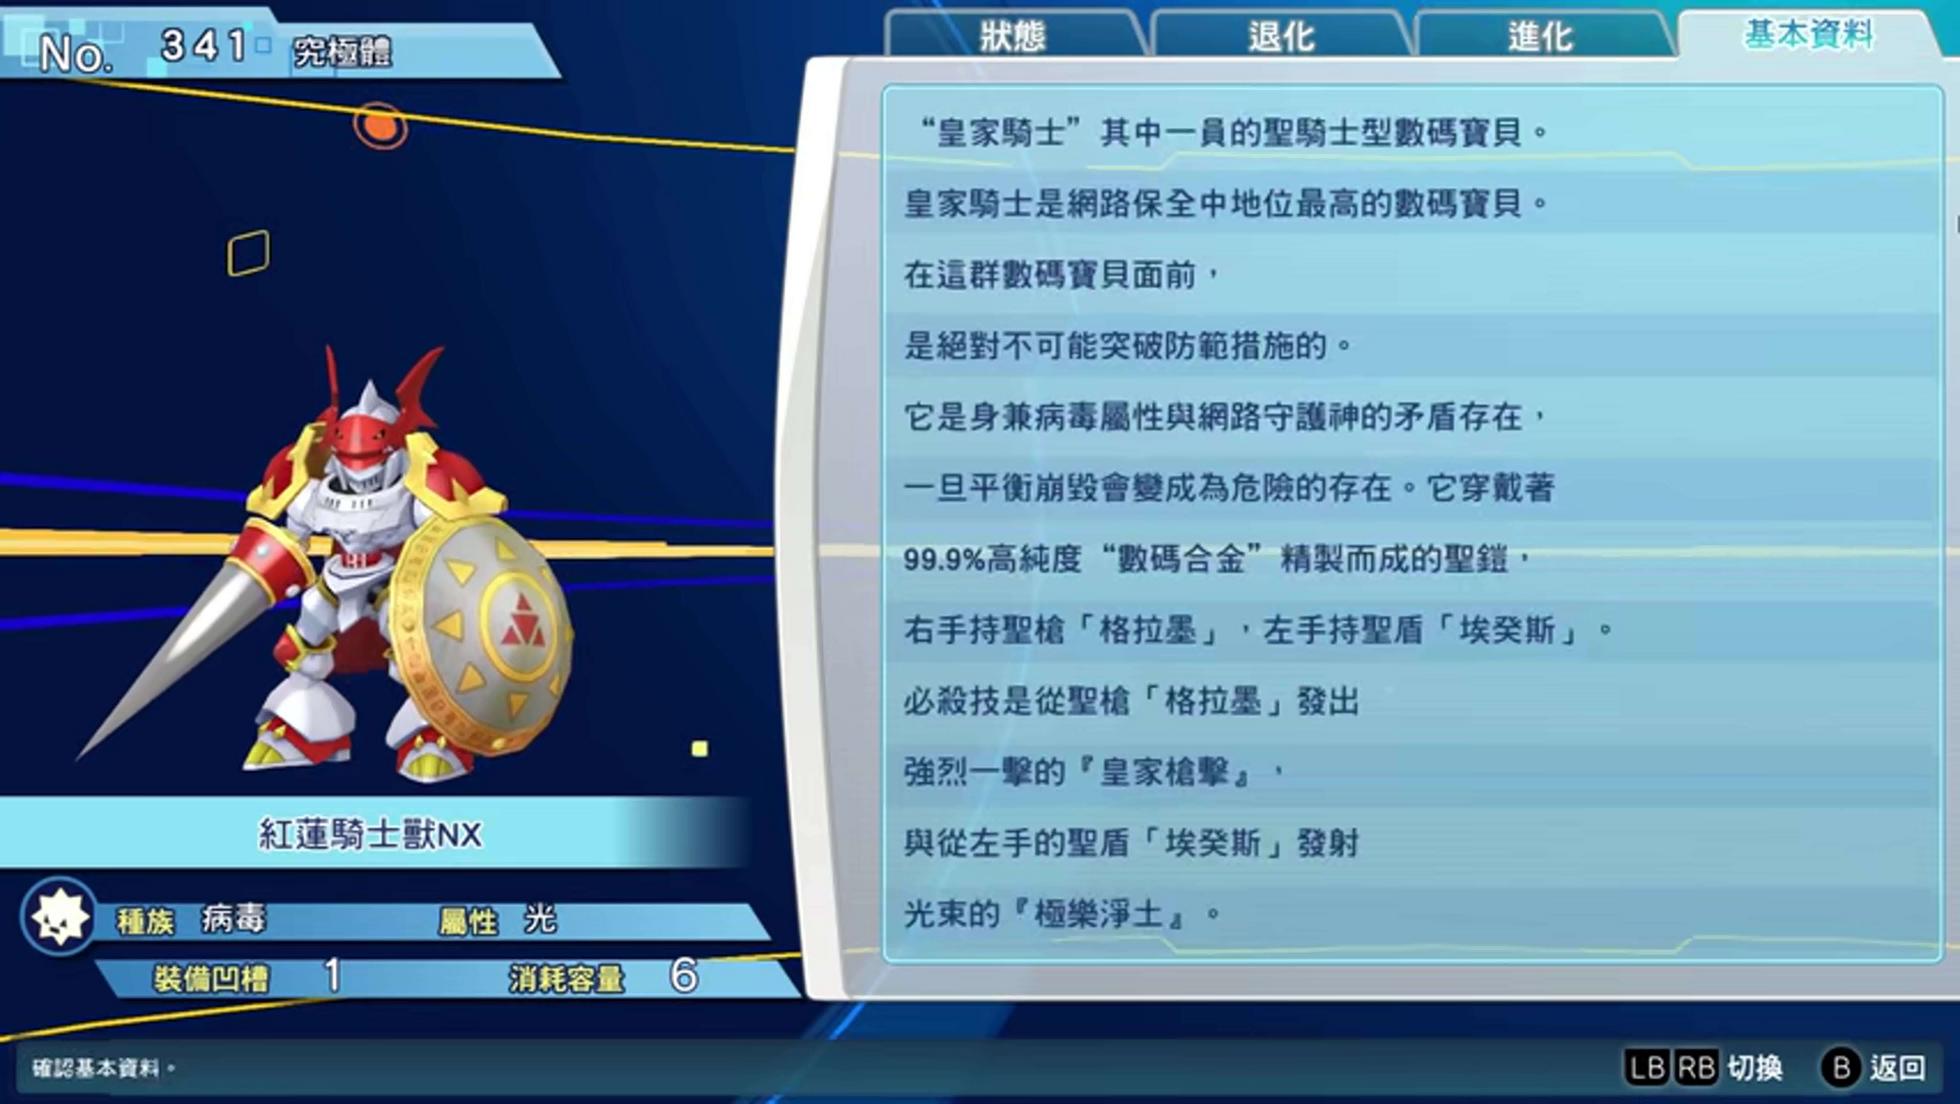 No. 341 究極體
狀態 退化 進化 基本資料
“皇家騎士”其中一員的聖騎士型數碼寶貝。
皇家騎士是網路保全中地位最高的數碼寶貝。
在這群數碼寶貝面前，
是絕對不可能突破防範措施的。
它是身兼病毒屬性與網路守護神的矛盾存在，
一旦平衡崩毀會變成為危險的存在。它穿戴著
99.9%高純度“數碼合金”精製而成的聖鎧，
右手持聖槍「格拉墨」，左手持聖盾「埃癸斯」。
必殺技是從聖槍「格拉墨」發出
強烈一擊的『皇家槍擊』，
與從左手的聖盾「埃癸斯」發射
光束的『極樂淨土』。
紅蓮騎士獸NX
種族 病毒 屬性 光
裝備凹槽 1 消耗容量 6
確認基本資料。
LB RB 切換 B 返回